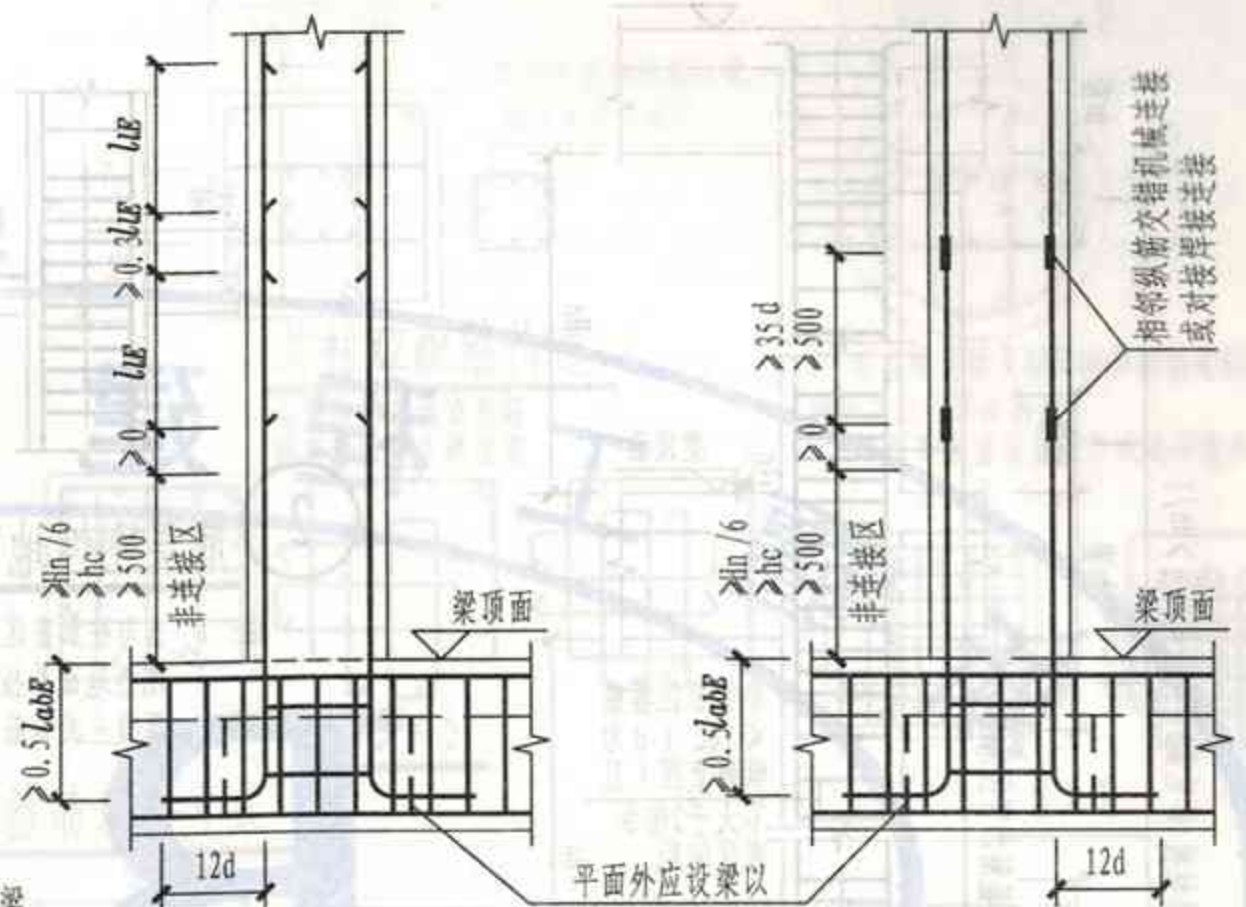 llE
≥0.3llE
llE
≥0
≥Hn/6
≥hc
≥500
非连接区
梁顶面
≥0.5labE
12d
平面外应设梁以
≥35d
≥500
≥0
≥Hn/6
≥hc
≥500
非连接区
梁顶面
≥0.5labE
12d
相邻纵筋交错机械连接
或对接焊接连接
梁